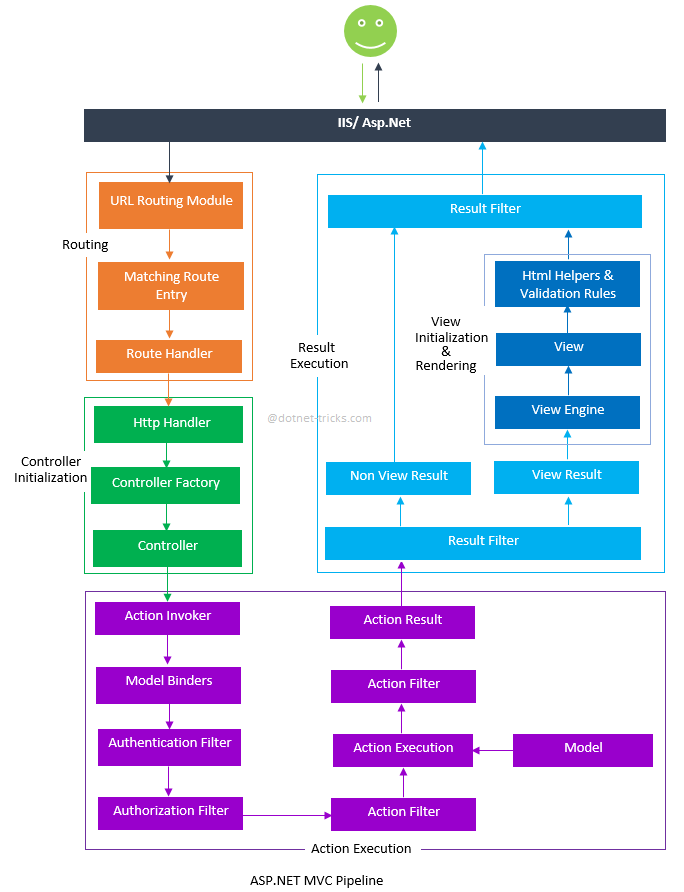 IIS/ Asp.Net
URL Routing Module
Routing
Matching Route
Entry
Route Handler
Http Handler
Controller
Initialization
Controller Factory
Controller
Result Filter
Html Helpers &
Validation Rules
View
Initialization
&
Rendering
View
Result
Execution
View Engine
@dotnet-tricks.com
Non View Result
View Result
Result Filter
Action Invoker
Model Binders
Authentication Filter
Authorization Filter
Action Result
Action Filter
Action Execution
Model
Action Filter
Action Execution
ASP.NET MVC Pipeline